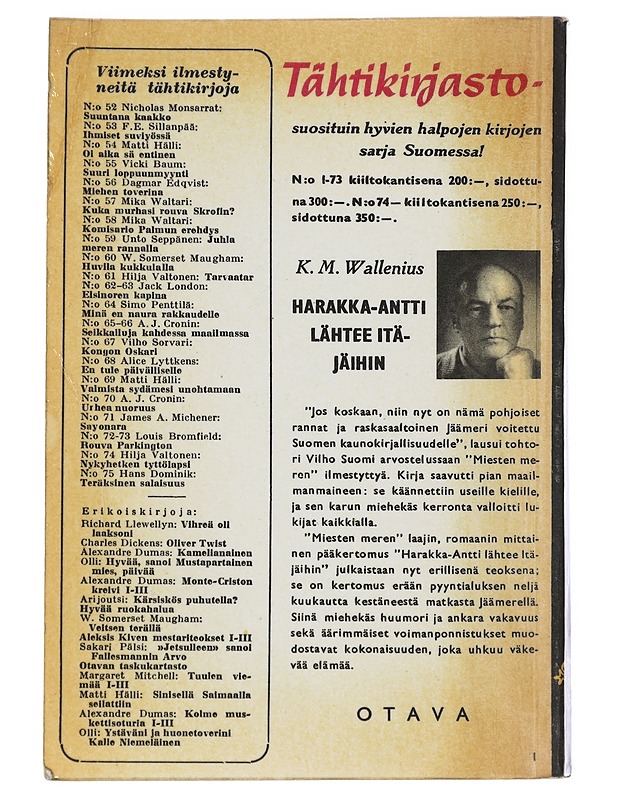 Viimeksi ilmesty-
neitä tähtikirjoja
N:o 52 Nicholas Monsarrat:
Suuntana kaakko
N:o 53 F.E. Sillanpää:
Ihmiset suviyössä
N:o 54 Matti Hälli:
Oi aika sä entinen
N:o 55 Vicki Baum:
Suuri loppuunmyynti
N:o 56 Dagmar Edqvist:
Miehen toverina
N:o 57 Mika Waltari:
Kuka murhasi rouva Skrofin?
N:o 58 Mika Waltari:
Komisario Palmun erehdys
N:o 59 Unto Seppänen: Juhla
meren rannalla
N:o 60 W. Somerset Maugham:
Huvila kukkulalla
N:o 61 Hilja Valtonen: Tarvaatar
N:o 62-63 Jack London:
Elsinoren kapina
N:o 64 Simo Penttilä:
Minä en naura rakkaudelle
N:o 65-66 A. J. Cronin:
Seikkailuja kahdessa maailmassa
N:o 67 Vilho Sorvari:
Kongon Oskari
N:o 68 Alice Lyttkens:
En tule päivälliselle
N:o 69 Matti Hälli:
Valmista sydämesi unohtamaan
N:o 70 A. J. Cronin:
Urhea nuoruus
N:o 71 James A. Michener:
Sayonara
N:o 72-73 Louis Bromfield:
Rouva Parkington
N:o 74 Hilja Valtonen:
Nykyhetken tyttölapsi
N:o 75 Hans Dominik:
Teräksinen salaisuus
Erikoiskirjoja:
Richard Llewellyn: Vihreä oli
laaksoni
Charles Dickens: Oliver Twist
Alexandre Dumas: Kamelianainen
Olli: Hyvää, sanoi Mustapartainen
mies, päivää
Alexandre Dumas: Monte-Criston
kreivi I-III
Arijoutsi: Kärsiskös puhutella?
Hyvää ruokahalua
W. Somerset Maugham:
Veitsen terällä
Aleksis Kiven mestariteokset I-III
Sakari Pälsi: »Jetsulleen» sanoi
Fallesmannin Arvo
Otavan taskukartasto
Margaret Mitchell: Tuulen vie-
mää I-III
Matti Hälli: Sinisellä Saimaalla
seilattiin
Alexandre Dumas: Kolme mus-
kettisoturia I-III
Olli: Ystäväni ja huonetoverini
Kalle Niemeläinen
Tähtikirjasto-
suosituin hyvien halpojen kirjojen
sarja Suomessa!
N:o 1-73 kiiltokantisena 200:—, sidottu-
na 300:—. N:o 74— kiiltokantisena 250:—,
sidottuna 350:—.
K. M. Wallenius
HARAKKA-ANTTI
LÄHTEE ITÄ-
JÄIHIN
"Jos koskaan, niin nyt on nämä pohjoiset
rannat ja raskasaaltoinen Jäämeri voitettu
Suomen kaunokirjallisuudelle", lausui tohto-
ri Vilho Suomi arvostelussaan "Miesten me-
ren" ilmestyttyä. Kirja saavutti pian maail-
manmaineen: se käännettiin useille kielille,
ja sen karun miehekäs kerronta valloitti lu-
kijat kaikkialla.
"Miesten meren" laajin, romaanin mittai-
nen pääkertomus "Harakka-Antti lähtee Itä-
jäihin" julkaistaan nyt erillisenä teoksena;
se on kertomus erään pyyntialuksen neljä
kuukautta kestäneestä matkasta Jäämerellä.
Siinä miehekäs huumori ja ankara vakavuus
sekä äärimmäiset voimanponnistukset muo-
dostavat kokonaisuuden, joka uhkuu väke-
vää elämää.
OTAVA